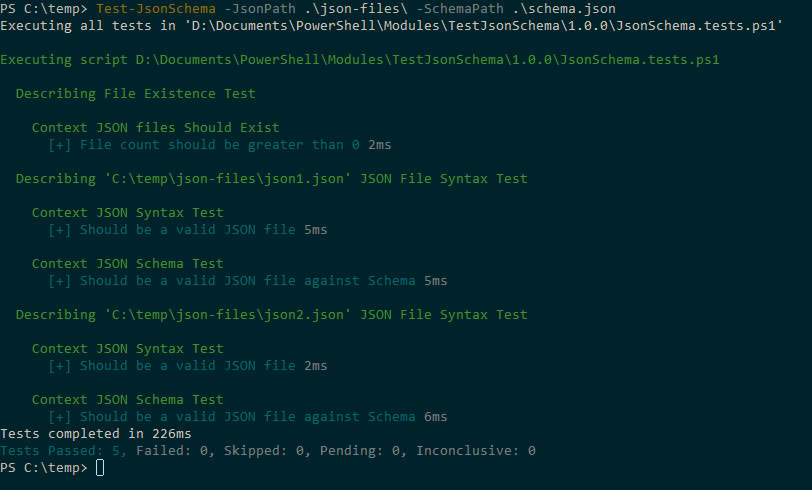 PS C:\temp> Test-JsonSchema -JsonPath .\json-files\ -SchemaPath .\schema.json
Executing all tests in 'D:\Documents\PowerShell\Modules\TestJsonSchema\1.0.0\JsonSchema.tests.ps1'
Executing script D:\Documents\PowerShell\Modules\TestJsonSchema\1.0.0\JsonSchema.tests.ps1
Describing File Existence Test
Context JSON files Should Exist
[+] File count should be greater than 0 2ms
Describing 'C:\temp\json-files\json1.json' JSON File Syntax Test
Context JSON Syntax Test
[+] Should be a valid JSON file 5ms
Context JSON Schema Test
[+] Should be a valid JSON file against Schema 5ms
Describing 'C:\temp\json-files\json2.json' JSON File Syntax Test
Context JSON Syntax Test
[+] Should be a valid JSON file 2ms
Context JSON Schema Test
[+] Should be a valid JSON file against Schema 6ms
Tests completed in 226ms
Tests Passed: 5, Failed: 0, Skipped: 0, Pending: 0, Inconclusive: 0
PS C:\temp>